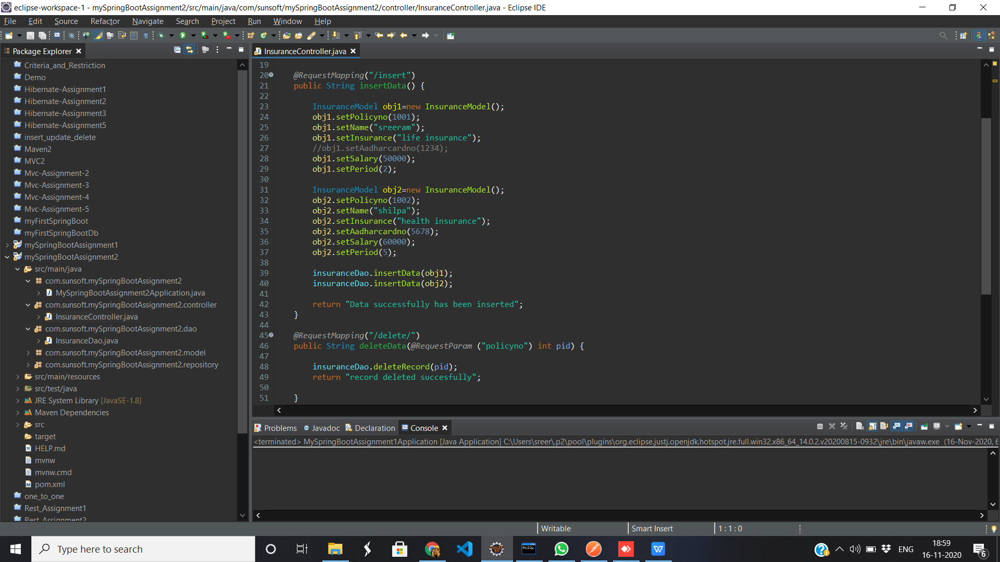 eclipse-workspace-1 - mySpringBootAssignment2/src/main/java/com/sunsoft/mySpringBootAssignment2/controller/InsuranceController.java - Eclipse IDE
File Edit Source Refactor Navigate Search Project Run Window Help
Package Explorer
Criteria_and_Restriction
Demo
Hibernate-Assignment1
Hibernate-Assignment2
Hibernate-Assignment3
Hibernate-Assignment5
insert_update_delete
Maven2
MVC2
Mvc-Assignment-2
Mvc-Assignment-3
Mvc-Assignment-4
Mvc-Assignment-5
myFirstSpringBoot
myFirstSpringBootDb
mySpringBootAssignment1
mySpringBootAssignment2
src/main/java
com.sunsoft.mySpringBootAssignment2
MySpringBootAssignment2Application.java
com.sunsoft.mySpringBootAssignment2.controller
InsuranceController.java
com.sunsoft.mySpringBootAssignment2.dao
InsuranceDao.java
com.sunsoft.mySpringBootAssignment2.model
com.sunsoft.mySpringBootAssignment2.repository
src/main/resources
src/test/java
JRE System Library [JavaSE-1.8]
Maven Dependencies
src
target
HELP.md
mvnw
mvnw.cmd
pom.xml
one_to_one
Rest_Assignment1
Rest_Assignment2
InsuranceController.java
19
20 @RequestMapping("/insert")
21 public String insertData() {
22
23 InsuranceModel obj1=new InsuranceModel();
24 obj1.setPolicyno(1001);
25 obj1.setName("sreeram");
26 obj1.setInsurance("life insurance");
27 //obj1.setAadharcardno(1234);
28 obj1.setSalary(50000);
29 obj1.setPeriod(2);
30
31 InsuranceModel obj2=new InsuranceModel();
32 obj2.setPolicyno(1002);
33 obj2.setName("shilpa");
34 obj2.setInsurance("health insurance");
35 obj2.setAadharcardno(5678);
36 obj2.setSalary(60000);
37 obj2.setPeriod(5);
38
39 insuranceDao.insertData(obj1);
40 insuranceDao.insertData(obj2);
41
42 return "Data successfully has been inserted";
43 }
44
45 @RequestMapping("/delete/")
46 public String deleteData(@RequestParam ("policyno") int pid) {
47
48 insuranceDao.deleteRecord(pid);
49 return "record deleted succesfully";
50
51 }
Problems Javadoc Declaration Console
<terminated> MySpringBootAssignment1Application [Java Application] C:\Users\sreer\.p2\pool\plugins\org.eclipse.justj.openjdk.hotspot.jre.full.win32.x86_64_14.0.2.v20200815-0932\jre\bin\javaw.exe (16-Nov-2020, 6
Writable Smart Insert 1 : 1 : 0
Type here to search
ENG
18:59
16-11-2020
6